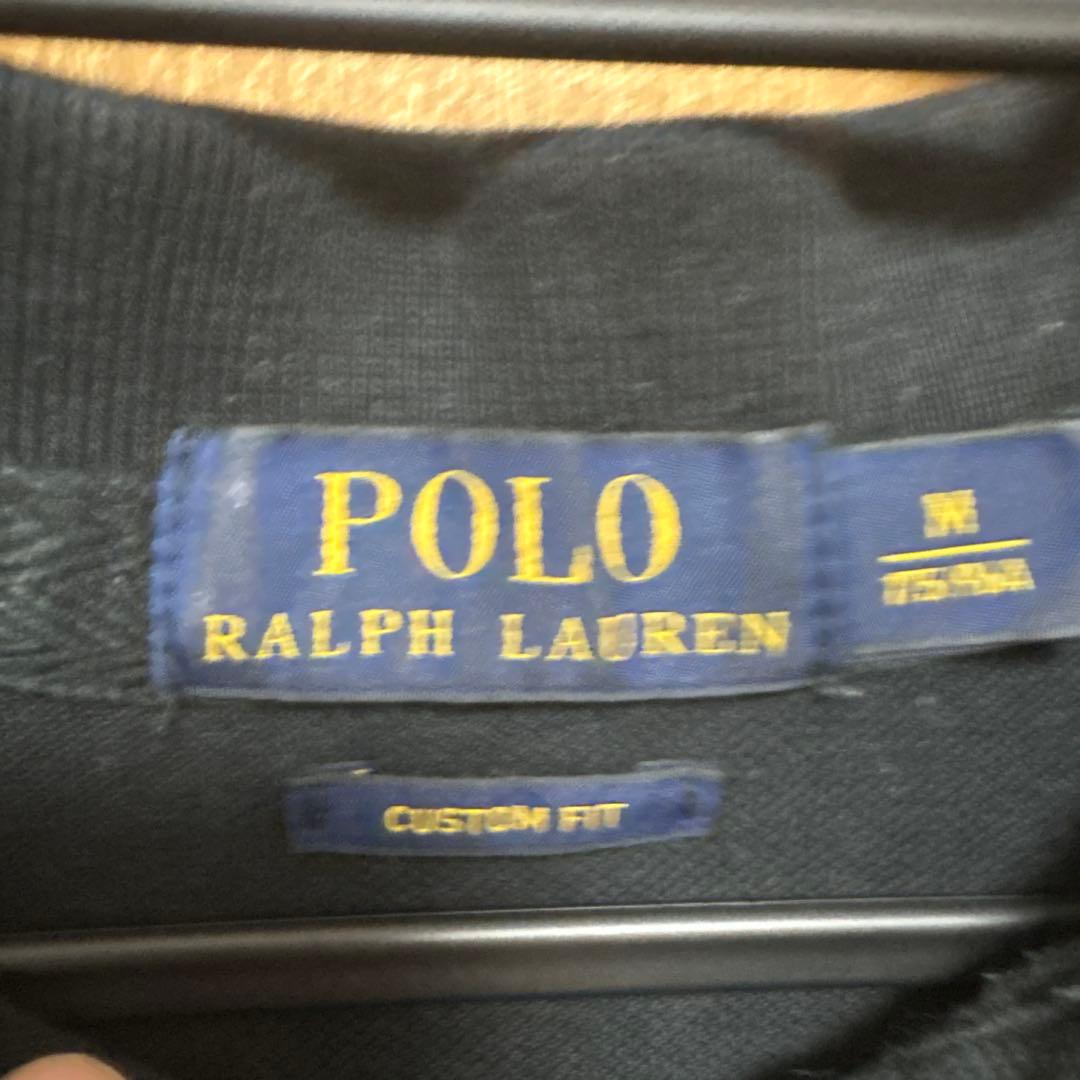 POLO
RALPH LAUREN
M
CUSTOM FIT